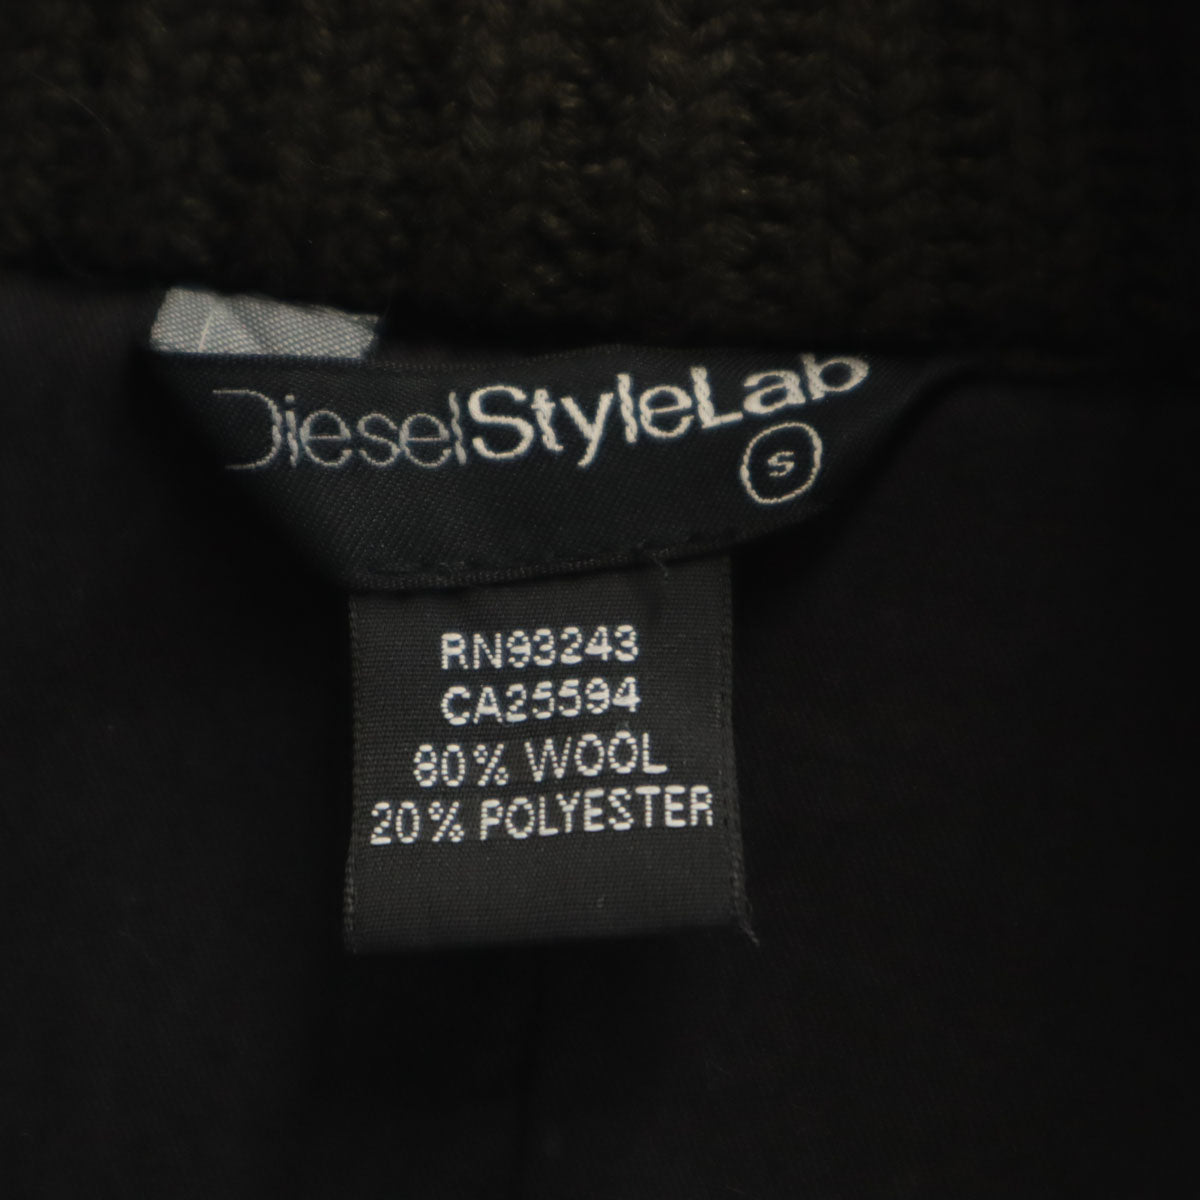 DieselStyleLab
S
RN93243
CA25594
80% WOOL
20% POLYESTER